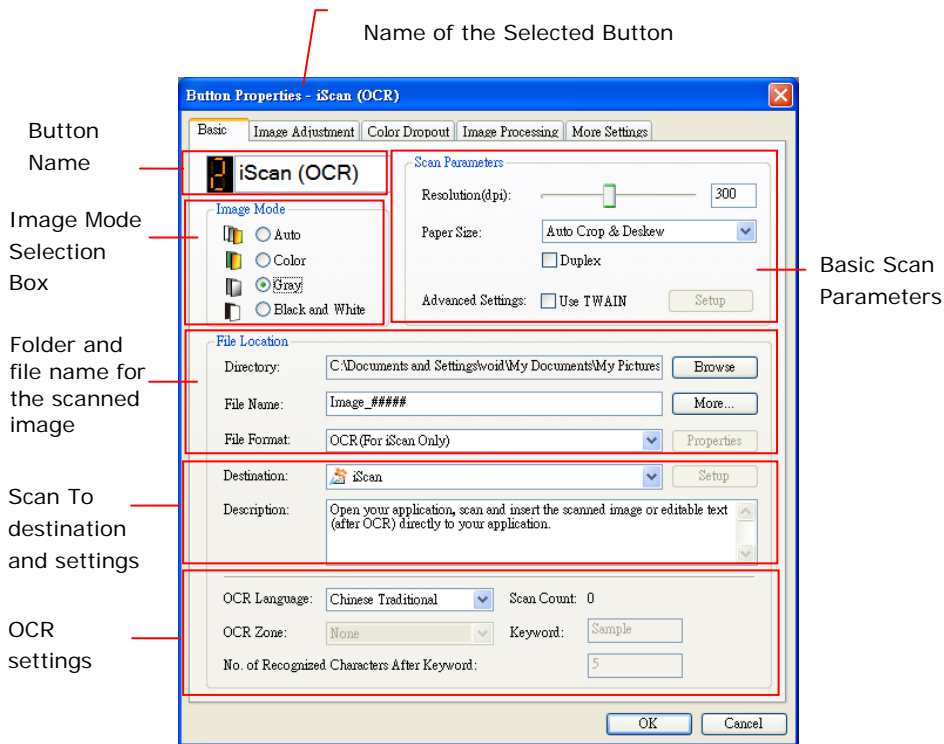 Name of the Selected Button
Button Properties - iScan (OCR)
Basic Image Adjustment Color Dropout Image Processing More Settings
Button
Name
2 iScan (OCR)
Image Mode
Selection
Box
Image Mode
Auto
Color
Gray
Black and White
Scan Parameters
Resolution(dpi): 300
Paper Size: Auto Crop & Deskew
Duplex
Advanced Settings: Use TWAIN Setup
Basic Scan
Parameters
Folder and
file name for
the scanned
image
File Location
Directory: C:\Documents and Settings\void\My Documents\My Pictures Browse
File Name: Image_##### More...
File Format: OCR(For iScan Only) Properties
Scan To
destination
and settings
Destination: iScan Setup
Description: Open your application, scan and insert the scanned image or editable text
(after OCR) directly to your application.
OCR
settings
OCR Language: Chinese Traditional Scan Count: 0
OCR Zone: None Keyword: Sample
No. of Recognized Characters After Keyword: 5
OK Cancel